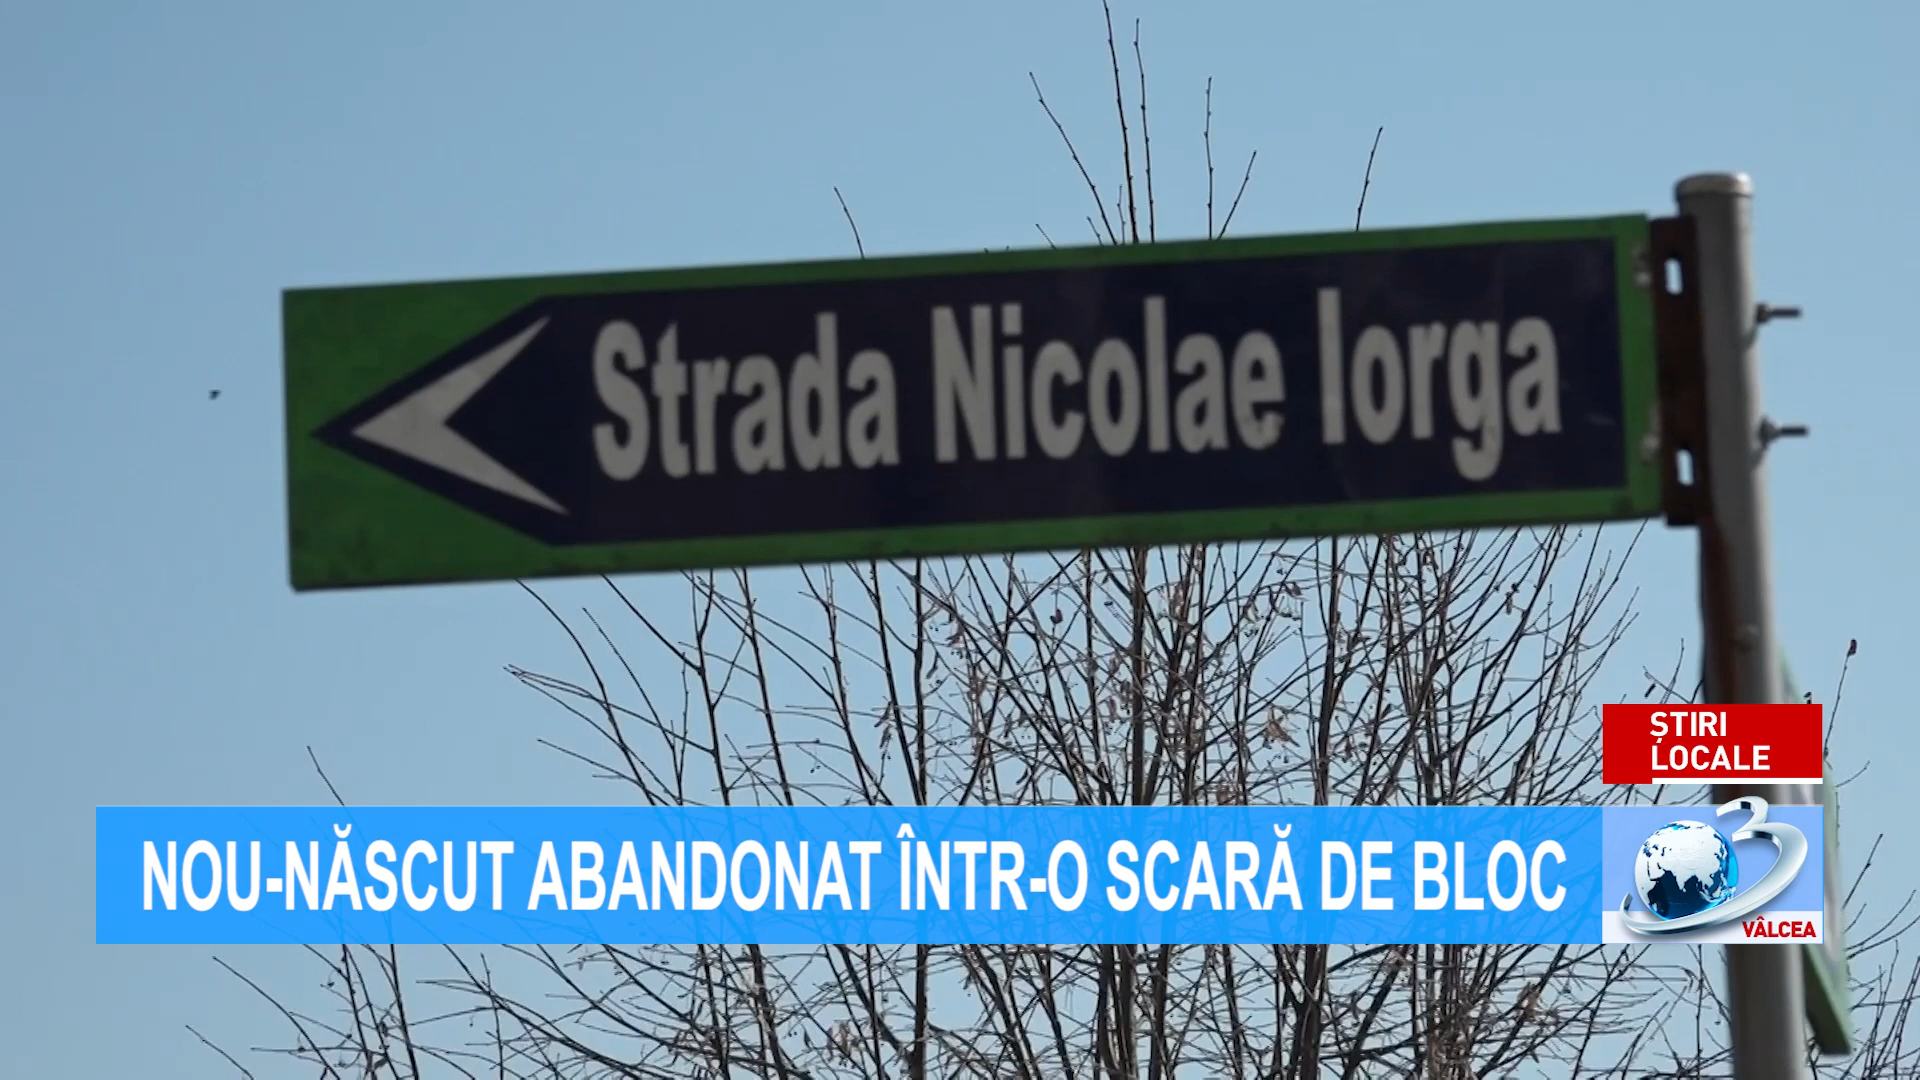 Strada Nicolae Iorga
ȘTIRI
LOCALE
NOU-NĂSCUT ABANDONAT ÎNTR-O SCARĂ DE BLOC
3
VÂLCEA